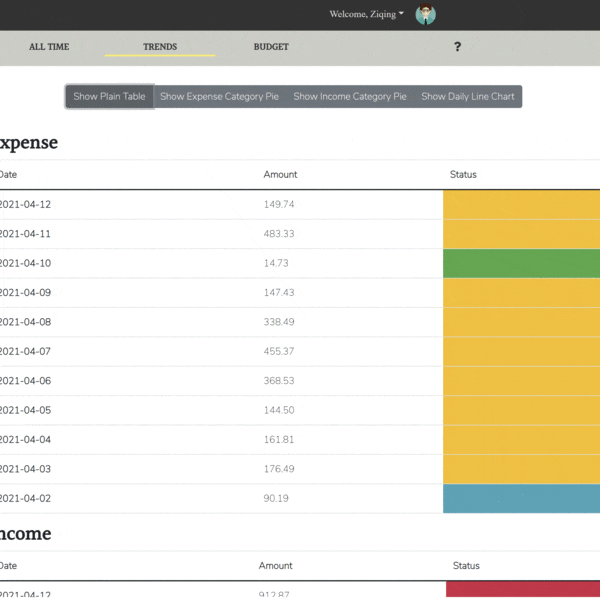 Welcome, Ziqing
ALL TIME TRENDS BUDGET ?
Show Plain Table Show Expense Category Pie Show Income Category Pie Show Daily Line Chart
xpense
Date Amount Status
2021-04-12 149.74
2021-04-11 483.33
2021-04-10 14.73
2021-04-09 147.43
2021-04-08 338.49
2021-04-07 455.37
2021-04-06 368.53
2021-04-05 144.50
2021-04-04 161.81
2021-04-03 176.49
2021-04-02 90.19
ncome
Date Amount Status
2021-04-12 912.87